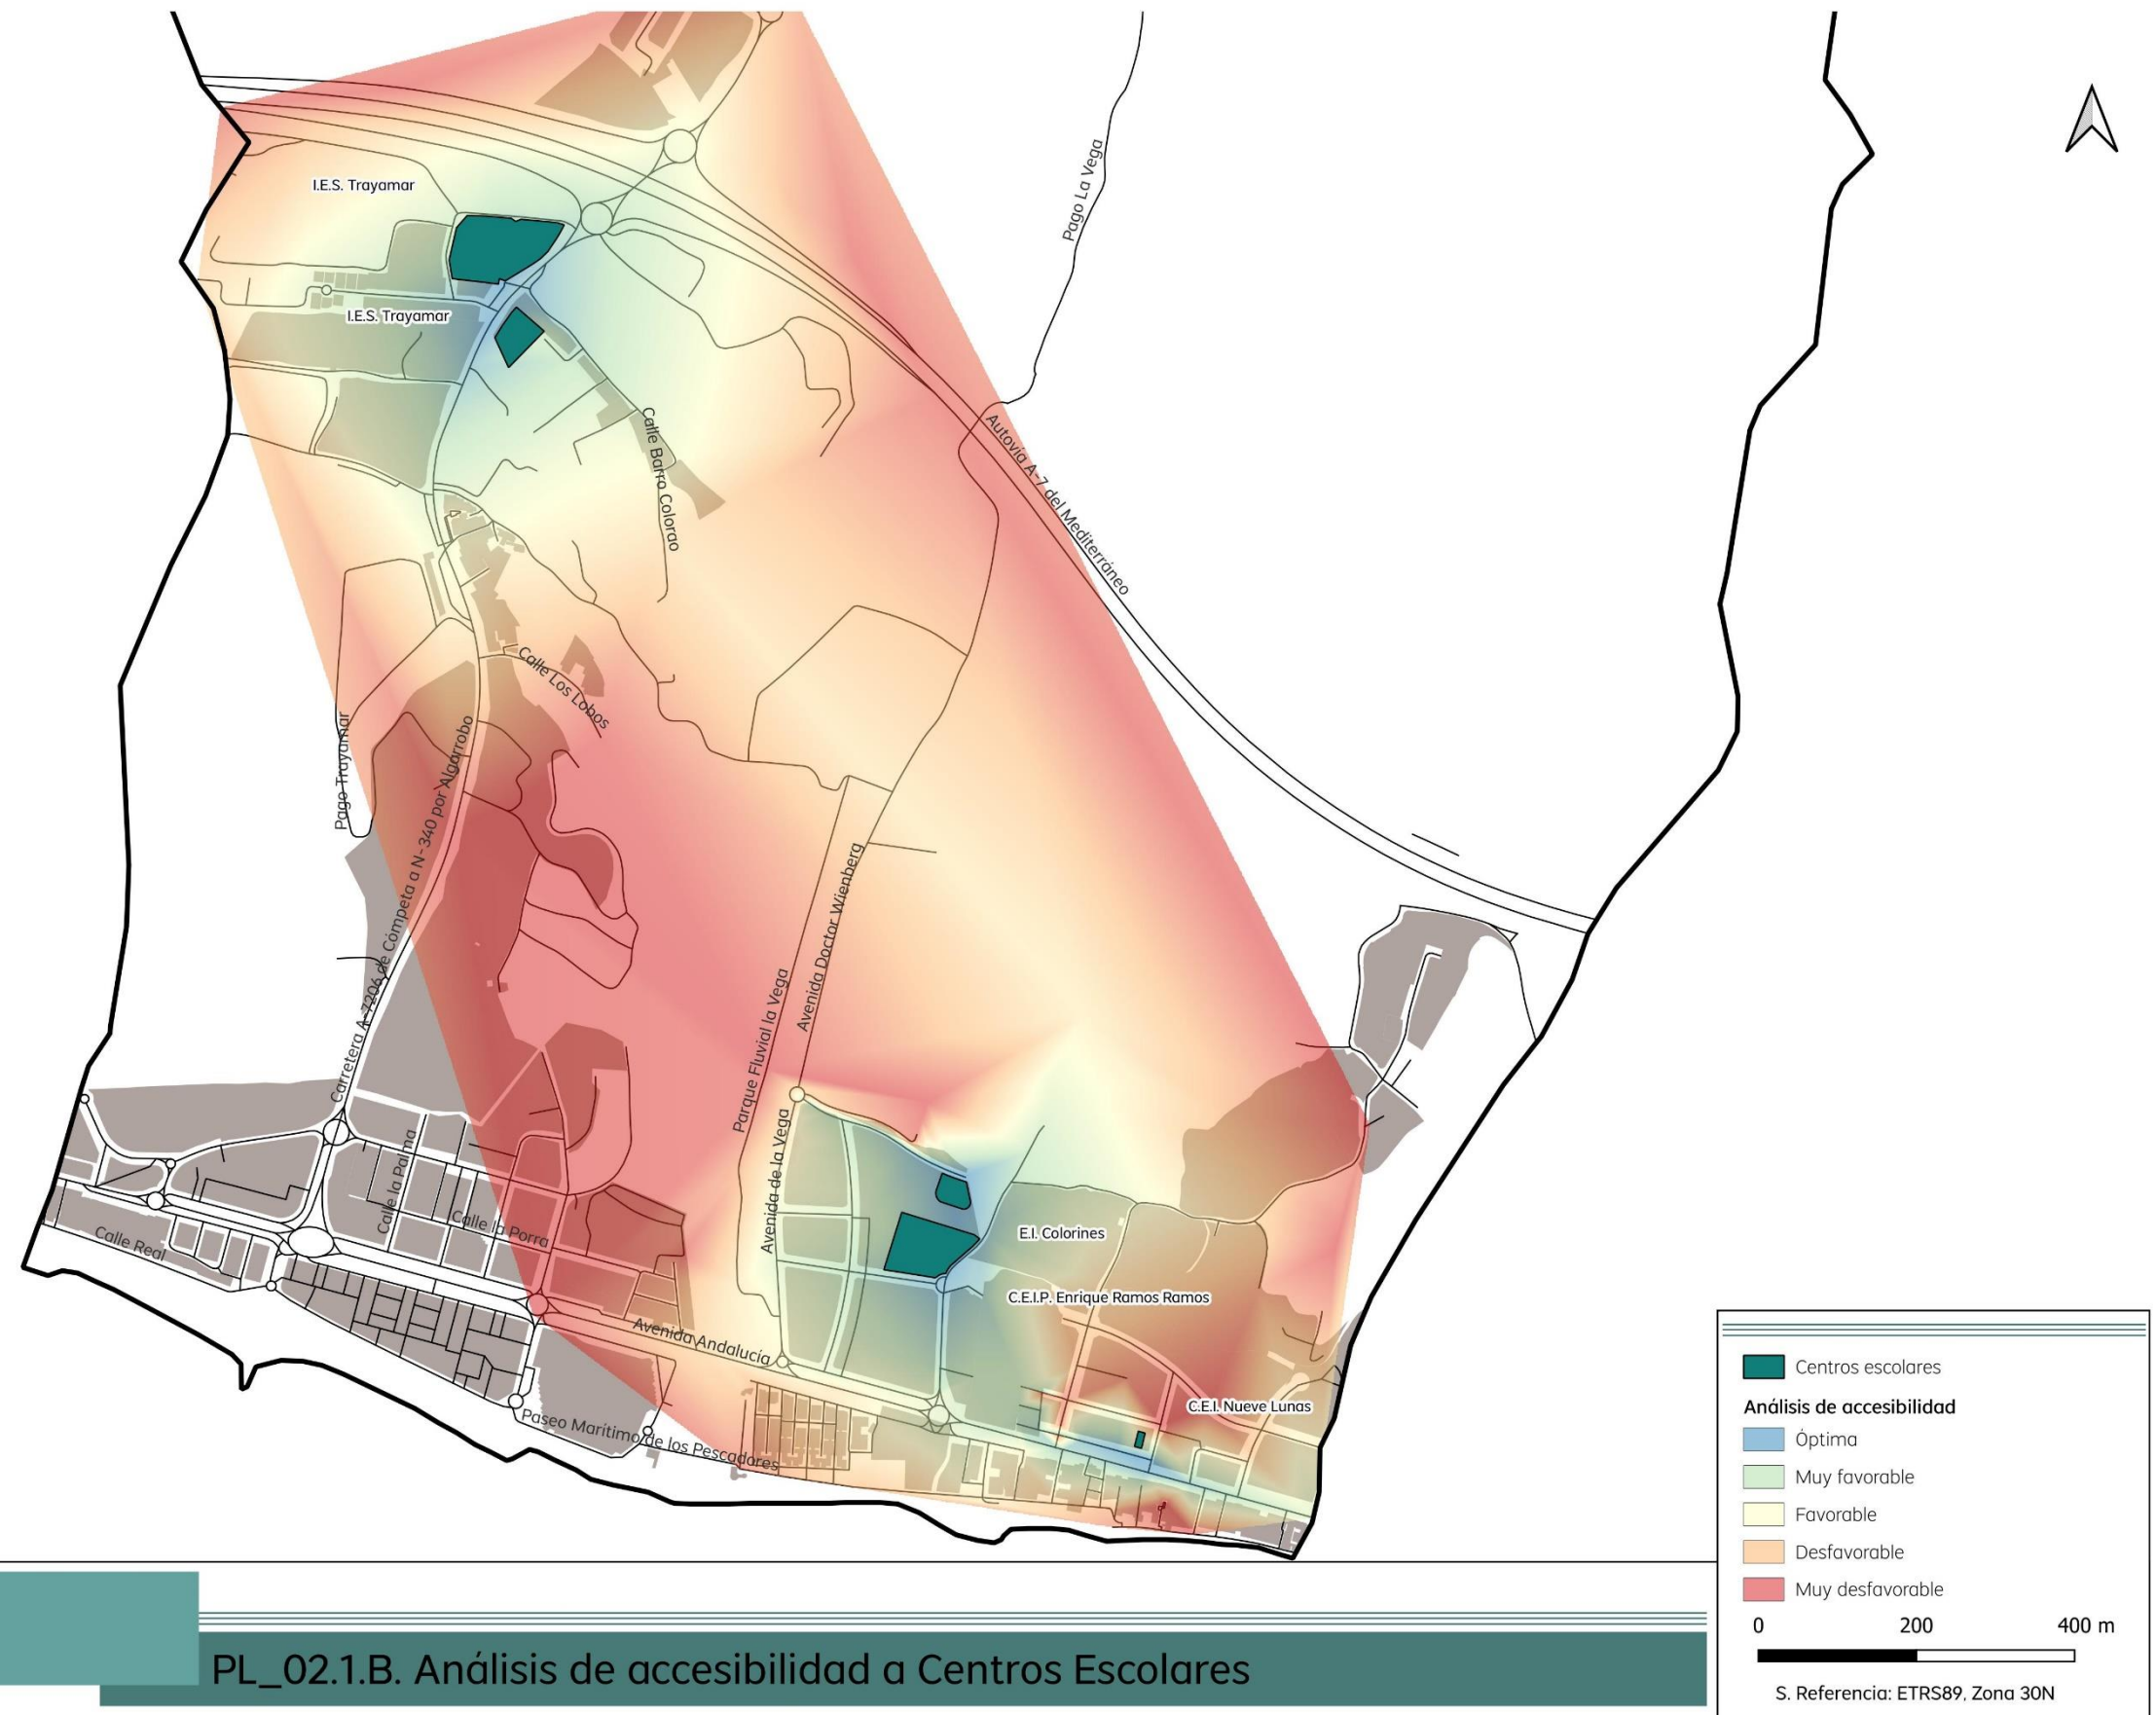 I.E.S. Trayamar
I.E.S. Trayamar
Pago La Vega
Autovía A-7 del Mediterráneo
Calle Barro Colorao
Calle Los Lobos
Pago Trayamar
Carretera A-7206 de Cómpeta a N-340 por Algarrobo
Avenida Doctor Wienberg
Parque Fluvial la Vega
Avenida de la Vega
Calle la Palma
Calle la Porra
Calle Real
E.I. Colorines
C.E.I.P. Enrique Ramos Ramos
Avenida Andalucía
C.E.I. Nueve Lunas
Paseo Marítimo de los Pescadores
Centros escolares
Análisis de accesibilidad
Óptima
Muy favorable
Favorable
Desfavorable
Muy desfavorable
0 200 400 m
S. Referencia: ETRS89, Zona 30N
PL_02.1.B. Análisis de accesibilidad a Centros Escolares